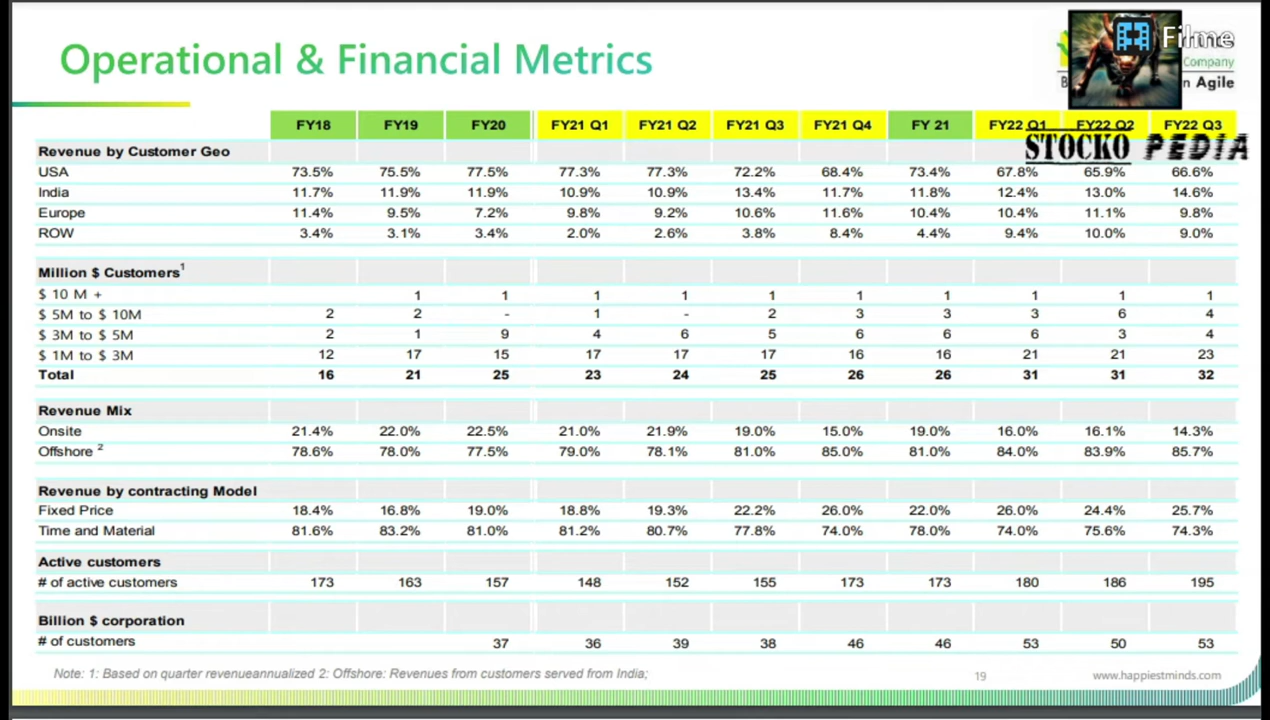 Operational & Financial Metrics
Filme
Company
B n Agile
FY18 FY19 FY20 FY21 Q1 FY21 Q2 FY21 Q3 FY21 Q4 FY 21 FY22 Q1 FY22 Q2 FY22 Q3
STOCKO PEDIA
Revenue by Customer Geo
USA 73.5% 75.5% 77.5% 77.3% 77.3% 72.2% 68.4% 73.4% 67.8% 65.9% 66.6%
India 11.7% 11.9% 11.9% 10.9% 10.9% 13.4% 11.7% 11.8% 12.4% 13.0% 14.6%
Europe 11.4% 9.5% 7.2% 9.8% 9.2% 10.6% 11.6% 10.4% 10.4% 11.1% 9.8%
ROW 3.4% 3.1% 3.4% 2.0% 2.6% 3.8% 8.4% 4.4% 9.4% 10.0% 9.0%
Million $ Customers1
$ 10 M + 1 1 1 1 1 1 1 1 1 1
$ 5M to $ 10M 2 2 - 1 - 2 3 3 3 6 4
$ 3M to $ 5M 2 1 9 4 6 5 6 6 6 3 4
$ 1M to $ 3M 12 17 15 17 17 17 16 16 21 21 23
Total 16 21 25 23 24 25 26 26 31 31 32
Revenue Mix
Onsite 21.4% 22.0% 22.5% 21.0% 21.9% 19.0% 15.0% 19.0% 16.0% 16.1% 14.3%
Offshore 2 78.6% 78.0% 77.5% 79.0% 78.1% 81.0% 85.0% 81.0% 84.0% 83.9% 85.7%
Revenue by contracting Model
Fixed Price 18.4% 16.8% 19.0% 18.8% 19.3% 22.2% 26.0% 22.0% 26.0% 24.4% 25.7%
Time and Material 81.6% 83.2% 81.0% 81.2% 80.7% 77.8% 74.0% 78.0% 74.0% 75.6% 74.3%
Active customers
# of active customers 173 163 157 148 152 155 173 173 180 186 195
Billion $ corporation
# of customers 37 36 39 38 46 46 53 50 53
Note: 1: Based on quarter revenueannualized 2: Offshore: Revenues from customers served from India;
19
www.happiestminds.com